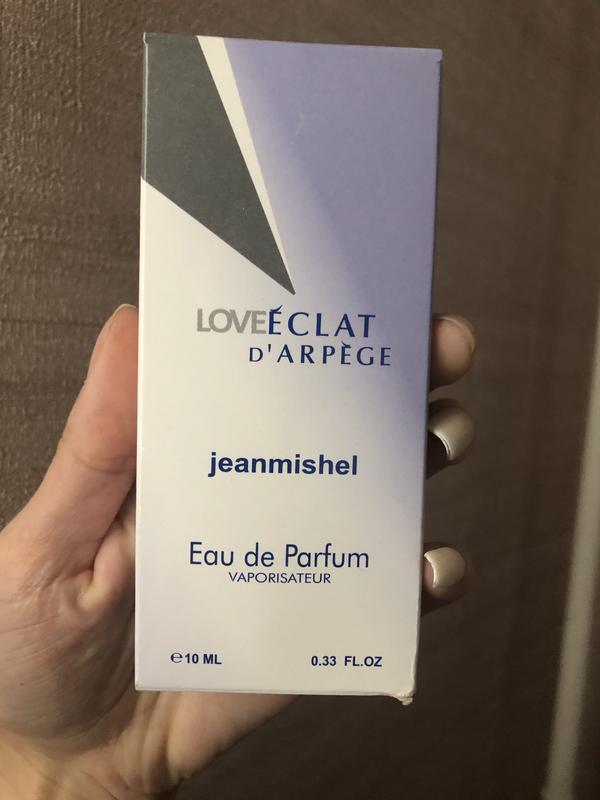 LOVEÉCLAT
D'ARPÈGE
jeanmishel
Eau de Parfum
VAPORISATEUR
℮10 ML
0.33 FL.OZ